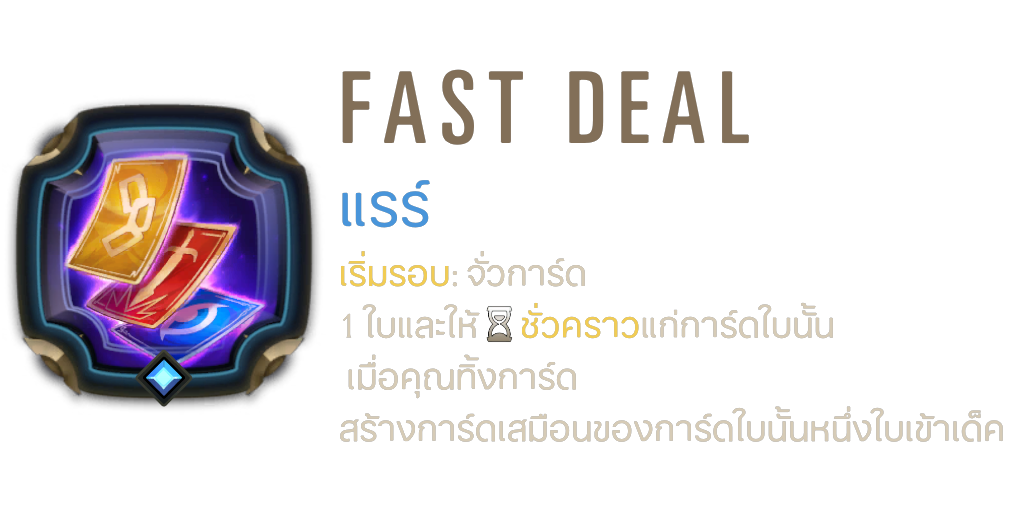 FAST DEAL
แรร์
เริ่มรอบ: จั่วการ์ด
1 ใบและให้ ชั่วคราวแก่การ์ดใบนั้น
เมื่อคุณทิ้งการ์ด
สร้างการ์ดเสมือนของการ์ดใบนั้นหนึ่งใบเข้าเด็ค